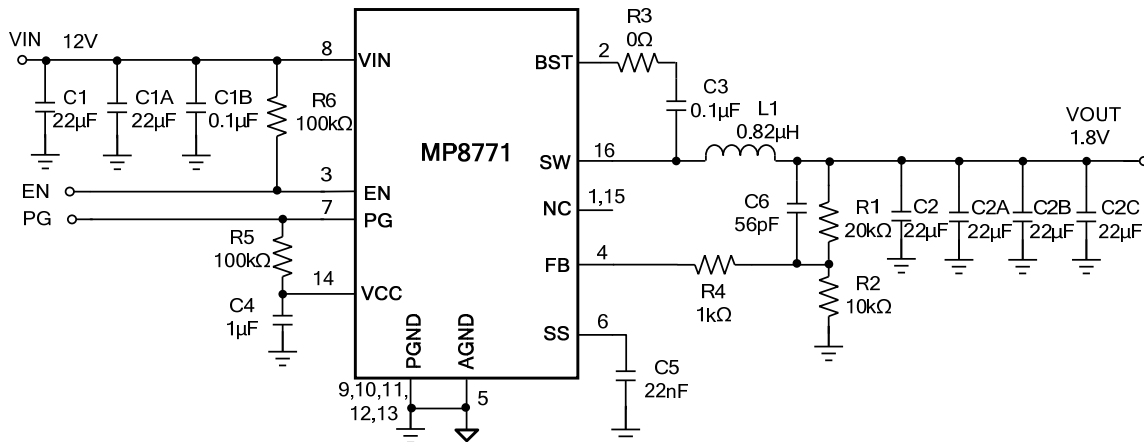 VIN 12V
C1
22µF
C1A
22µF
C1B
0.1µF
R6
100kΩ
EN
PG
R5
100kΩ
C4
1µF
8
3
7
14
VIN
EN
PG
VCC
MP8771
BST
SW
NC
FB
SS
PGND
AGND
9,10,11,
12,13
5
2
16
1,15
4
6
R3
0Ω
C3
0.1µF
L1
0.82µH
C6
56pF
R1
20kΩ
R4
1kΩ
R2
10kΩ
C5
22nF
C2
22µF
C2A
22µF
C2B
22µF
C2C
22µF
VOUT
1.8V